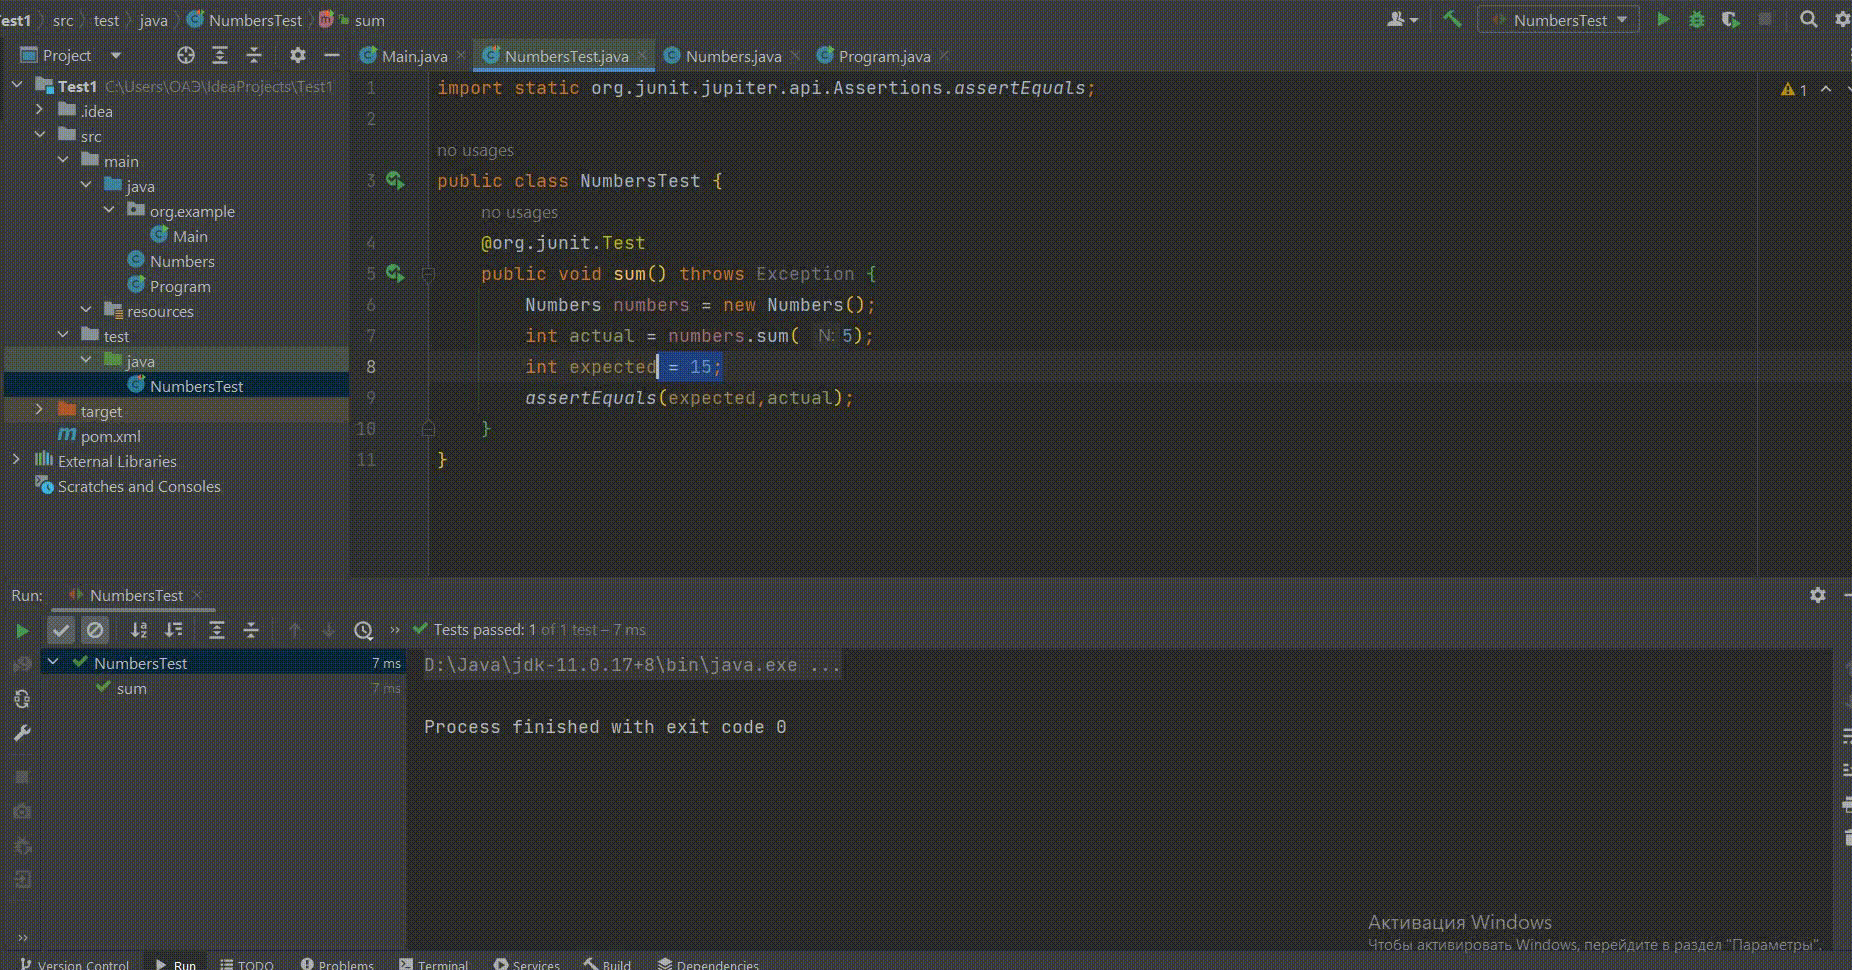 est1 src test java NumbersTest sum
NumbersTest
Project
Main.java NumbersTest.java Numbers.java Program.java
Test1 C:\Users\ОАЭ\IdeaProjects\Test1
.idea
src
main
java
org.example
Main
Numbers
Program
resources
test
java
NumbersTest
target
pom.xml
External Libraries
Scratches and Consoles
1 import static org.junit.jupiter.api.Assertions.assertEquals;
2
no usages
3 public class NumbersTest {
no usages
4 @org.junit.Test
5 public void sum() throws Exception {
6 Numbers numbers = new Numbers();
7 int actual = numbers.sum( N: 5);
8 int expected = 15;
9 assertEquals(expected,actual);
10 }
11 }
1
Run: NumbersTest
» Tests passed: 1 of 1 test – 7 ms
NumbersTest 7 ms
sum 7 ms
D:\Java\jdk-11.0.17+8\bin\java.exe ...
Process finished with exit code 0
Активация Windows
Чтобы активировать Windows, перейдите в раздел "Параметры".
»
Version Control Run TODO Problems Terminal Services Build Dependencies